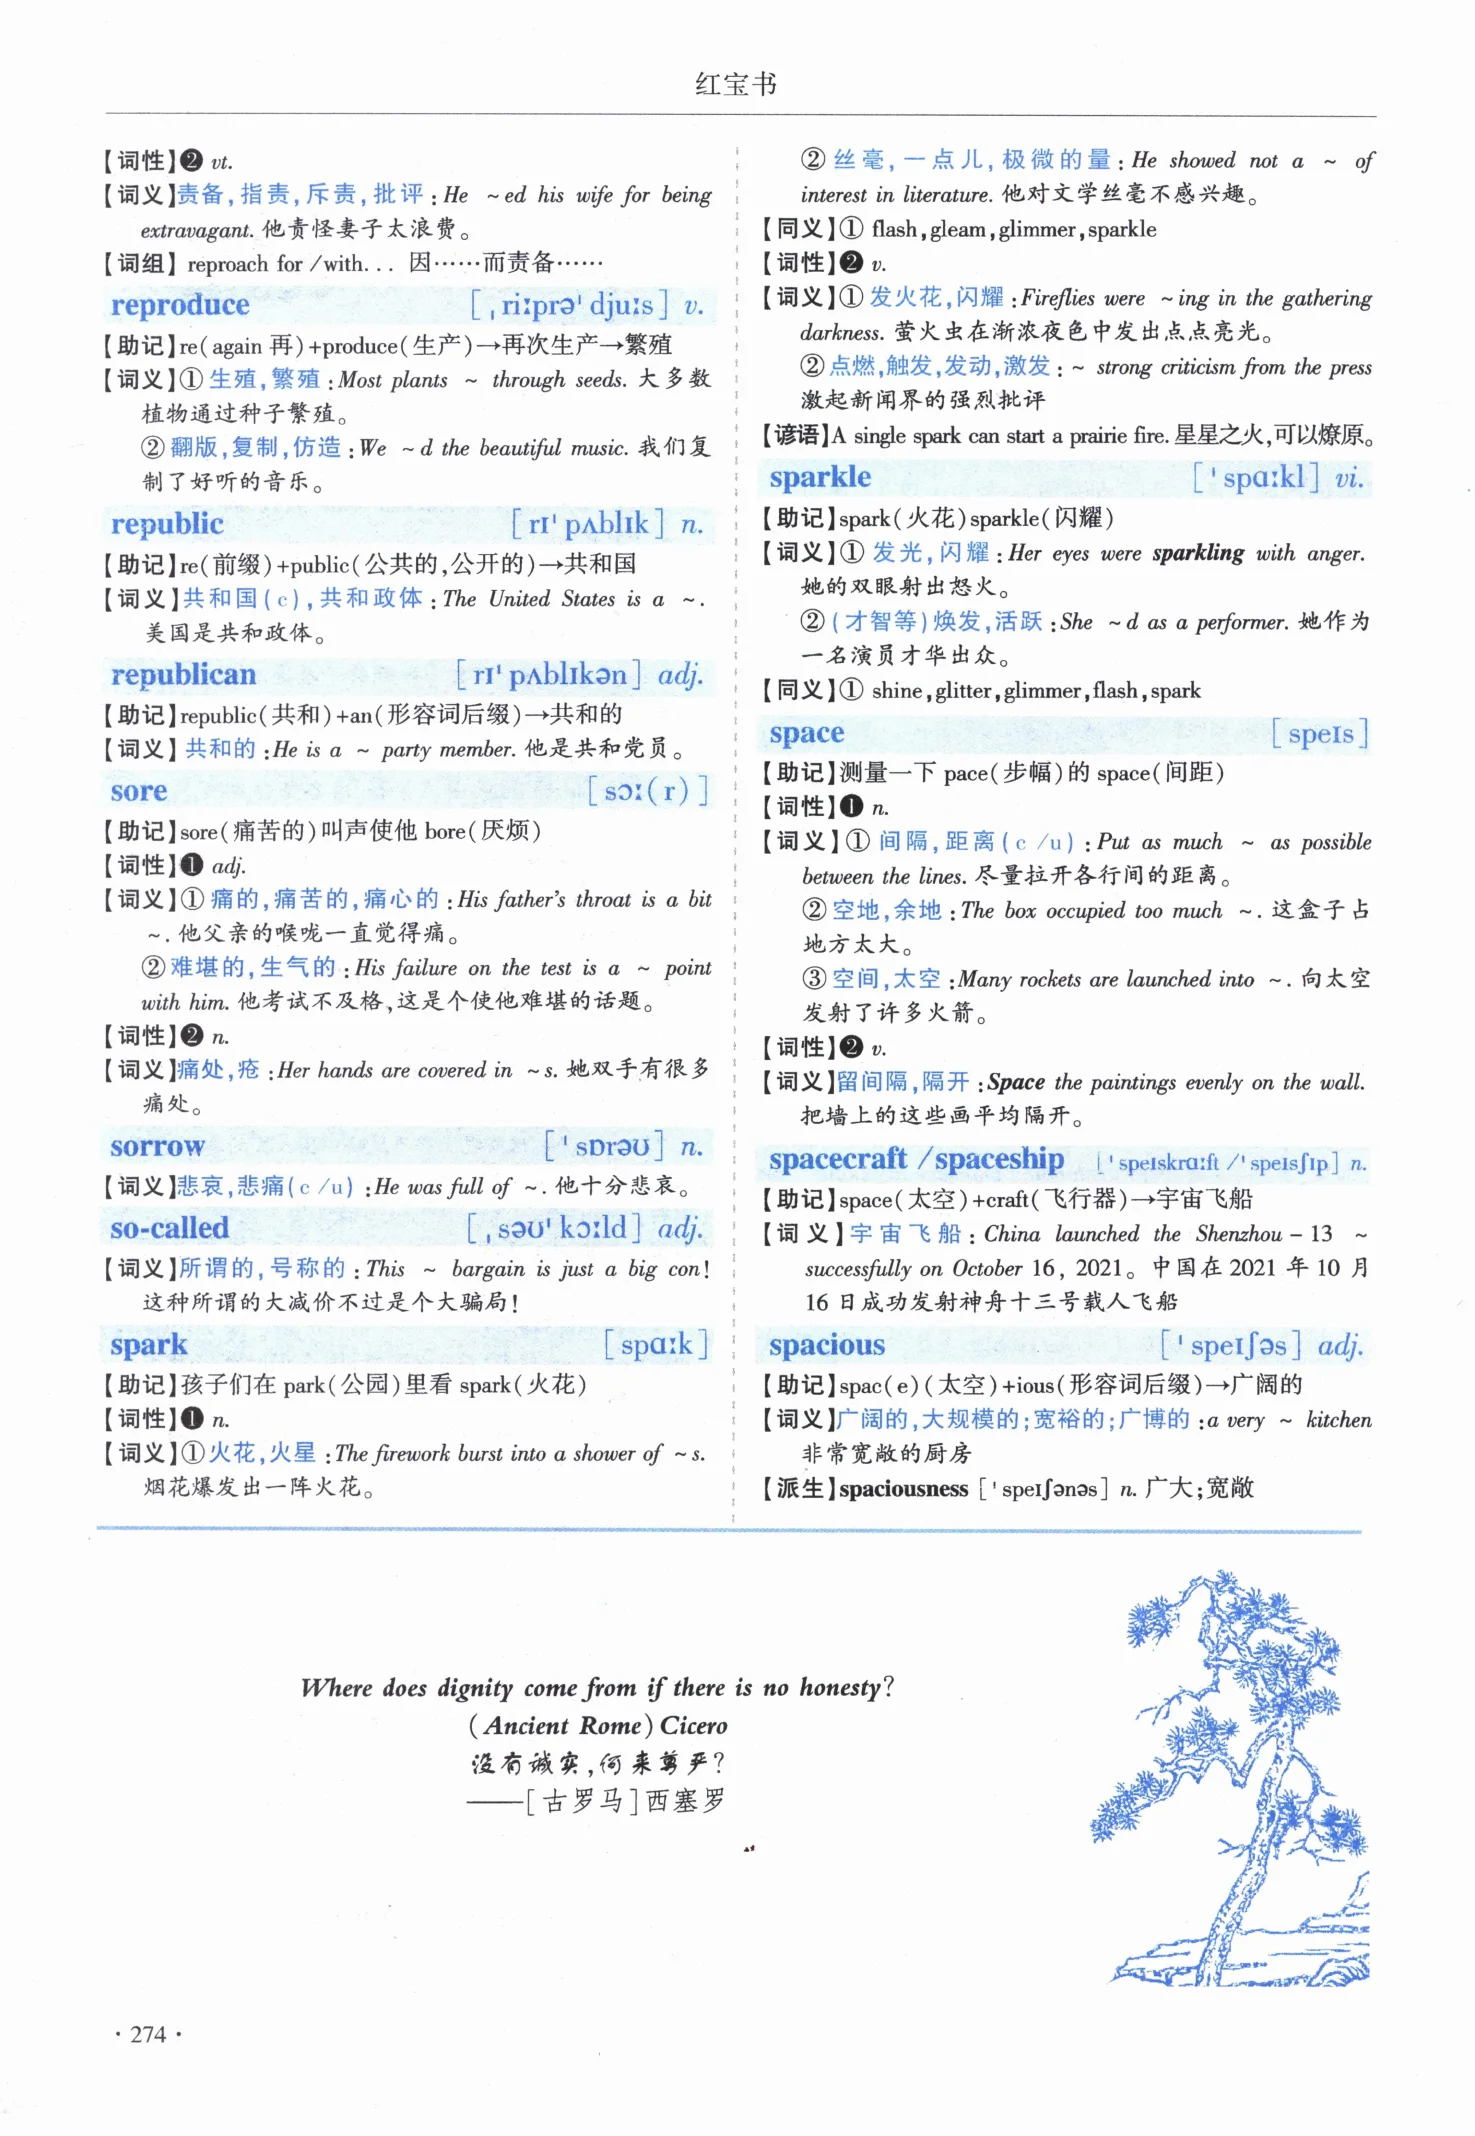 红宝书
【词性】❷ vt.
【词义】责备,指责,斥责,批评:He ~ed his wife for being
extravagant. 他责怪妻子太浪费。
【词组】 reproach for /with... 因……而责备……
reproduce [ˌriːprəˈdjuːs] v.
【助记】re(again 再)+produce(生产)→再次生产→繁殖
【词义】①生殖,繁殖:Most plants ~ through seeds. 大多数
植物通过种子繁殖。
②翻版,复制,仿造:We ~d the beautiful music. 我们复
制了好听的音乐。
republic [rɪˈpʌblɪk] n.
【助记】re(前缀)+public(公共的,公开的)→共和国
【词义】共和国(c),共和政体:The United States is a ~.
美国是共和政体。
republican [rɪˈpʌblɪkən] adj.
【助记】republic(共和)+an(形容词后缀)→共和的
【词义】共和的:He is a ~ party member. 他是共和党员。
sore [sɔː(r)]
【助记】sore(痛苦的)叫声使他 bore(厌烦)
【词性】❶ adj.
【词义】①痛的,痛苦的,痛心的:His father's throat is a bit
~. 他父亲的喉咙一直觉得痛。
②难堪的,生气的:His failure on the test is a ~ point
with him. 他考试不及格,这是个使他难堪的话题。
【词性】❷ n.
【词义】痛处,疮:Her hands are covered in ~s. 她双手有很多
痛处。
sorrow [ˈsɒrəʊ] n.
【词义】悲哀,悲痛(c /u) :He was full of ~. 他十分悲哀。
so-called [ˌsəʊˈkɔːld] adj.
【词义】所谓的,号称的:This ~ bargain is just a big con!
这种所谓的大减价不过是个大骗局!
spark [spɑːk]
【助记】孩子们在 park(公园)里看 spark(火花)
【词性】❶ n.
【词义】①火花,火星:The firework burst into a shower of ~s.
烟花爆发出一阵火花。
②丝毫,一点儿,极微的量:He showed not a ~ of
interest in literature. 他对文学丝毫不感兴趣。
【同义】① flash,gleam,glimmer,sparkle
【词性】❷ v.
【词义】①发火花,闪耀:Fireflies were ~ing in the gathering
darkness. 萤火虫在渐浓夜色中发出点点亮光。
②点燃,触发,发动,激发:~ strong criticism from the press
激起新闻界的强烈批评
【谚语】A single spark can start a prairie fire. 星星之火,可以燎原。
sparkle [ˈspɑːkl] vi.
【助记】spark(火花)sparkle(闪耀)
【词义】①发光,闪耀:Her eyes were sparkling with anger.
她的双眼射出怒火。
②(才智等)焕发,活跃:She ~d as a performer. 她作为
一名演员才华出众。
【同义】① shine,glitter,glimmer,flash,spark
space [speɪs]
【助记】测量一下 pace(步幅)的 space(间距)
【词性】❶ n.
【词义】①间隔,距离(c /u) :Put as much ~ as possible
between the lines. 尽量拉开各行间的距离。
②空地,余地:The box occupied too much ~. 这盒子占
地方太大。
③空间,太空:Many rockets are launched into ~. 向太空
发射了许多火箭。
【词性】❷ v.
【词义】留间隔,隔开:Space the paintings evenly on the wall.
把墙上的这些画平均隔开。
spacecraft /spaceship [ˈspeɪskrɑːft /ˈspeɪsʃɪp] n.
【助记】space(太空)+craft(飞行器)→宇宙飞船
【词义】宇宙飞船:China launched the Shenzhou – 13 ~
successfully on October 16, 2021。中国在 2021 年 10 月
16 日成功发射神舟十三号载人飞船
spacious [ˈspeɪʃəs] adj.
【助记】spac(e)(太空)+ious(形容词后缀)→广阔的
【词义】广阔的,大规模的;宽裕的;广博的:a very ~ kitchen
非常宽敞的厨房
【派生】spaciousness [ˈspeɪʃənəs] n. 广大;宽敞
Where does dignity come from if there is no honesty?
(Ancient Rome) Cicero
没有诚实,何来尊严?
——[古罗马]西塞罗
·274·